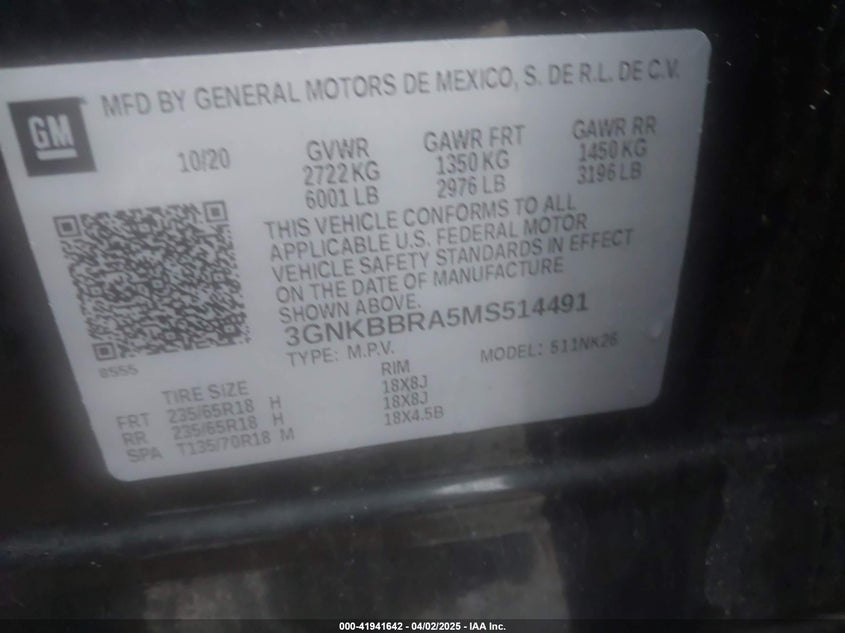 MFD BY GENERAL MOTORS DE MEXICO, S. DE R.L. DE C.V.
GM
10/20
GVWR
2722 KG
6001 LB
GAWR FRT
1350 KG
2976 LB
GAWR RR
1450 KG
3196 LB
THIS VEHICLE CONFORMS TO ALL
APPLICABLE U.S. FEDERAL MOTOR
VEHICLE SAFETY STANDARDS IN EFFECT
ON THE DATE OF MANUFACTURE
SHOWN ABOVE.
3GNKBBRA5MS514491
TYPE: M.P.V. MODEL: 511NK26
8555
TIRE SIZE RIM
FRT 235/65R18 H 18X8J
RR 235/65R18 H 18X8J
SPA T135/70R18 M 18X4.5B
000-41941642 - 04/02/2025 - IAA Inc.